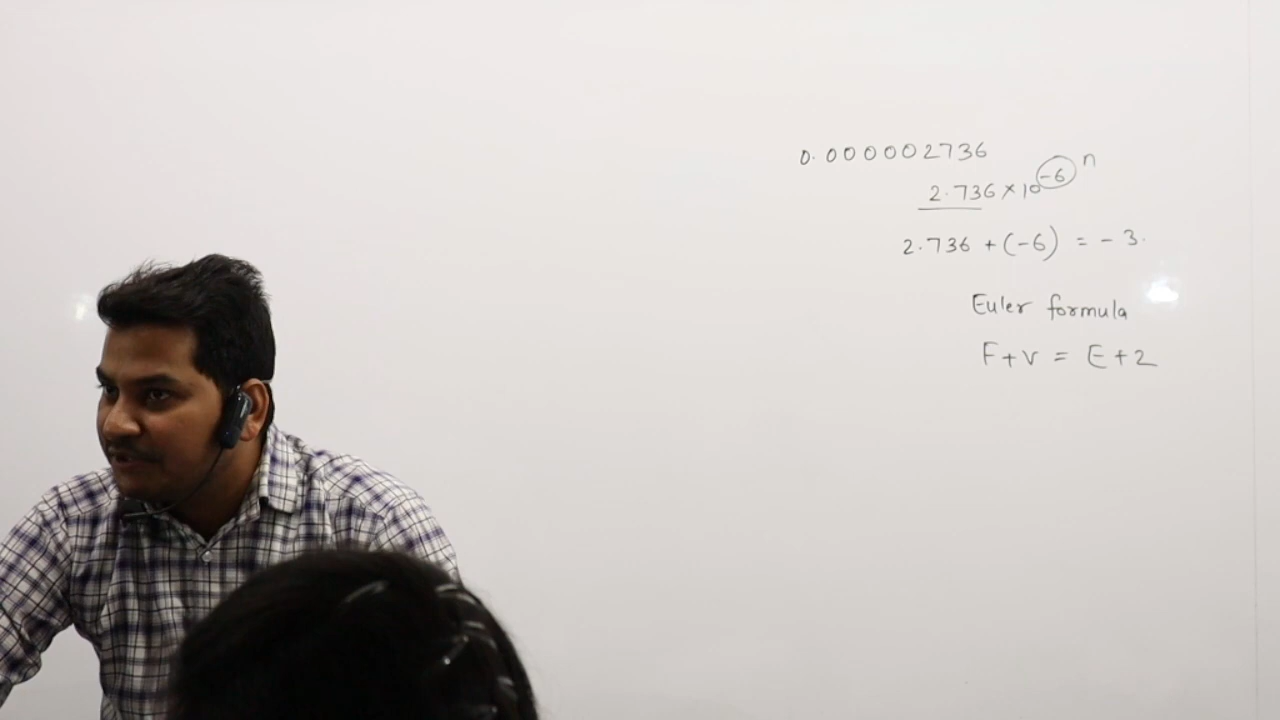 0.000002736
2.736 × 10⁻⁶ n
2.736 + (-6) = - 3.
Euler formula
F+V = E+2